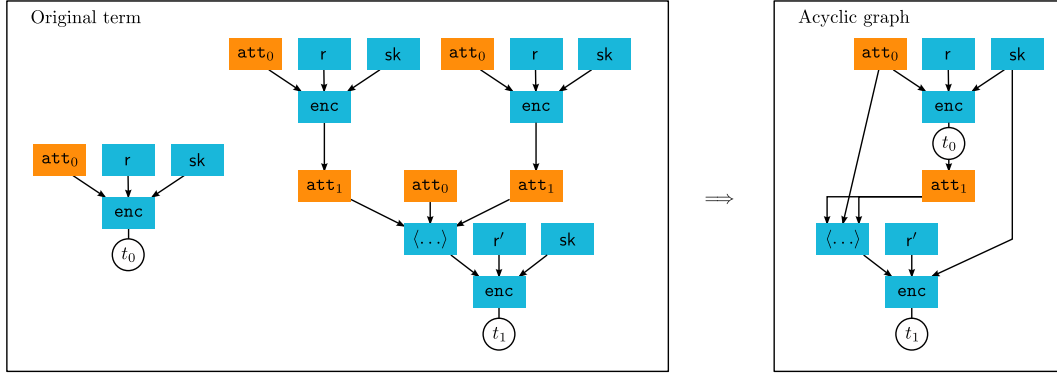 Original term
Acyclic graph
att₀ r sk att₀ r sk
att₀ r sk
enc enc
enc
att₀ r sk
t₀
enc
att₁ att₀ att₁
att₁
t₀
⟹
⟨...⟩ r′ sk
⟨...⟩ r′
enc
enc
t₁
t₁